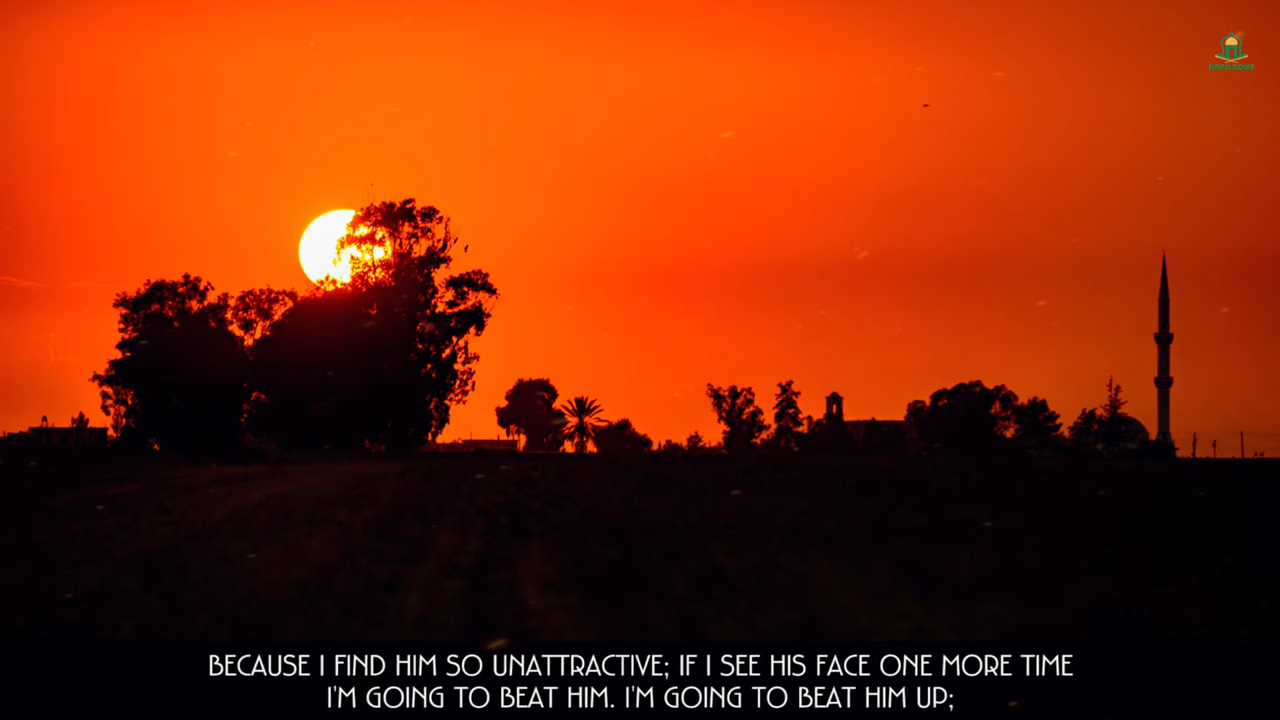 BECAUSE I FIND HIM SO UNATTRACTIVE; IF I SEE HIS FACE ONE MORE TIME
I'M GOING TO BEAT HIM. I'M GOING TO BEAT HIM UP;